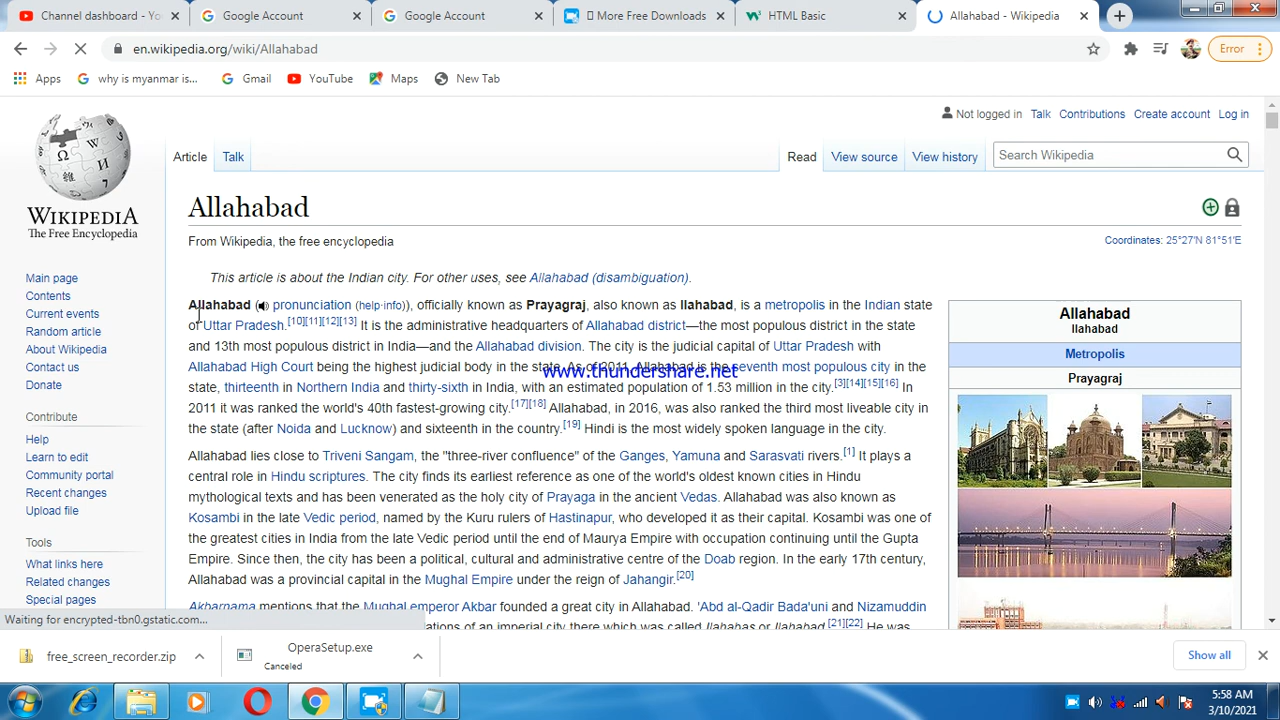 Channel dashboard - Yo
Google Account
Google Account
More Free Downloads
HTML Basic
Allahabad - Wikipedia
en.wikipedia.org/wiki/Allahabad
Error
Apps
why is myanmar is...
Gmail
YouTube
Maps
New Tab
Not logged in Talk Contributions Create account Log in
WIKIPEDIA
The Free Encyclopedia
Article Talk
Read View source View history
Search Wikipedia
Allahabad
From Wikipedia, the free encyclopedia
Coordinates: 25°27′N 81°51′E
This article is about the Indian city. For other uses, see Allahabad (disambiguation).
Allahabad ( pronunciation (help·info)), officially known as Prayagraj, also known as Ilahabad, is a metropolis in the Indian state
of Uttar Pradesh.[10][11][12][13] It is the administrative headquarters of Allahabad district—the most populous district in the state
and 13th most populous district in India—and the Allahabad division. The city is the judicial capital of Uttar Pradesh with
Allahabad High Court being the highest judicial body in the state. As of 2011, Allahabad is the seventh most populous city in the
www.thundershare.net
state, thirteenth in Northern India and thirty-sixth in India, with an estimated population of 1.53 million in the city.[3][14][15][16] In
2011 it was ranked the world's 40th fastest-growing city.[17][18] Allahabad, in 2016, was also ranked the third most liveable city in
the state (after Noida and Lucknow) and sixteenth in the country.[19] Hindi is the most widely spoken language in the city.
Allahabad lies close to Triveni Sangam, the "three-river confluence" of the Ganges, Yamuna and Sarasvati rivers.[1] It plays a
central role in Hindu scriptures. The city finds its earliest reference as one of the world's oldest known cities in Hindu
mythological texts and has been venerated as the holy city of Prayaga in the ancient Vedas. Allahabad was also known as
Kosambi in the late Vedic period, named by the Kuru rulers of Hastinapur, who developed it as their capital. Kosambi was one of
the greatest cities in India from the late Vedic period until the end of Maurya Empire with occupation continuing until the Gupta
Empire. Since then, the city has been a political, cultural and administrative centre of the Doab region. In the early 17th century,
Allahabad was a provincial capital in the Mughal Empire under the reign of Jahangir.[20]
Akbarnama mentions that the Mughal emperor Akbar founded a great city in Allahabad. 'Abd al-Qadir Bada'uni and Nizamuddin
ations of an imperial city there which was called Ilahabas or Ilahabad.[21][22] He was
Allahabad
Ilahabad
Metropolis
Prayagraj
Main page
Contents
Current events
Random article
About Wikipedia
Contact us
Donate
Contribute
Help
Learn to edit
Community portal
Recent changes
Upload file
Tools
What links here
Related changes
Special pages
Waiting for encrypted-tbn0.gstatic.com...
free_screen_recorder.zip
OperaSetup.exe
Canceled
Show all
5:58 AM
3/10/2021